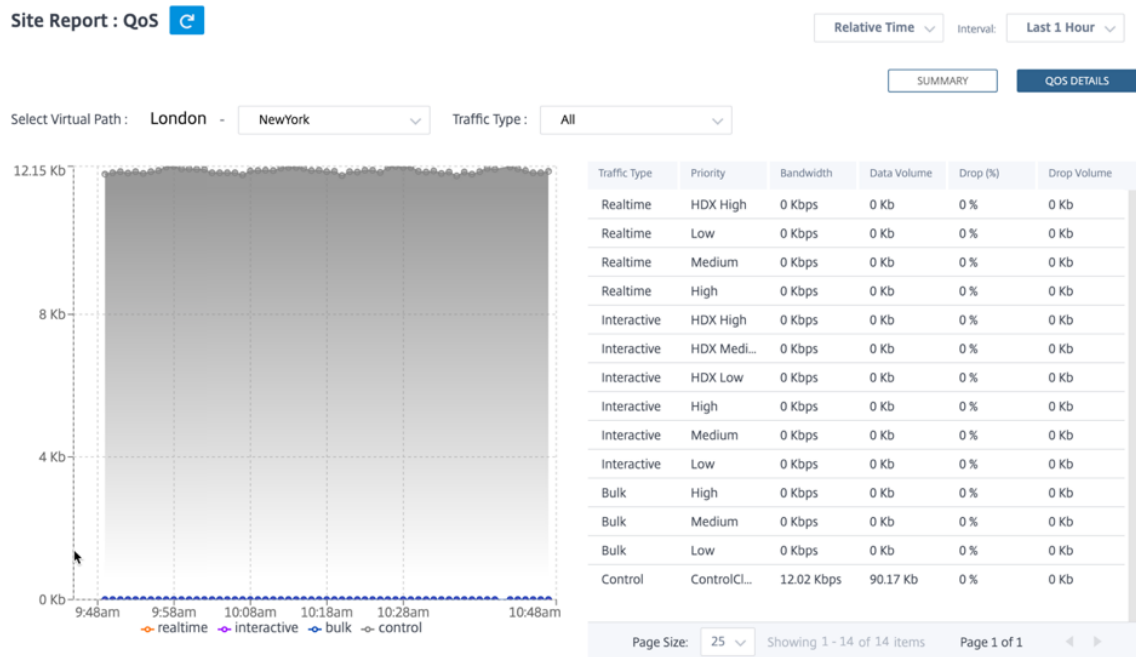 Site Report : QoS
Relative Time Interval: Last 1 Hour
SUMMARY QOS DETAILS
Select Virtual Path : London - NewYork Traffic Type : All
12.15 Kb
8 Kb
4 Kb
0 Kb
9:48am 9:58am 10:08am 10:18am 10:28am 10:48am
realtime interactive bulk control
Traffic Type Priority Bandwidth Data Volume Drop (%) Drop Volume
Realtime HDX High 0 Kbps 0 Kb 0 % 0 Kb
Realtime Low 0 Kbps 0 Kb 0 % 0 Kb
Realtime Medium 0 Kbps 0 Kb 0 % 0 Kb
Realtime High 0 Kbps 0 Kb 0 % 0 Kb
Interactive HDX High 0 Kbps 0 Kb 0 % 0 Kb
Interactive HDX Medi... 0 Kbps 0 Kb 0 % 0 Kb
Interactive HDX Low 0 Kbps 0 Kb 0 % 0 Kb
Interactive High 0 Kbps 0 Kb 0 % 0 Kb
Interactive Medium 0 Kbps 0 Kb 0 % 0 Kb
Interactive Low 0 Kbps 0 Kb 0 % 0 Kb
Bulk High 0 Kbps 0 Kb 0 % 0 Kb
Bulk Medium 0 Kbps 0 Kb 0 % 0 Kb
Bulk Low 0 Kbps 0 Kb 0 % 0 Kb
Control ControlCl... 12.02 Kbps 90.17 Kb 0 % 0 Kb
Page Size: 25 Showing 1 - 14 of 14 items Page 1 of 1